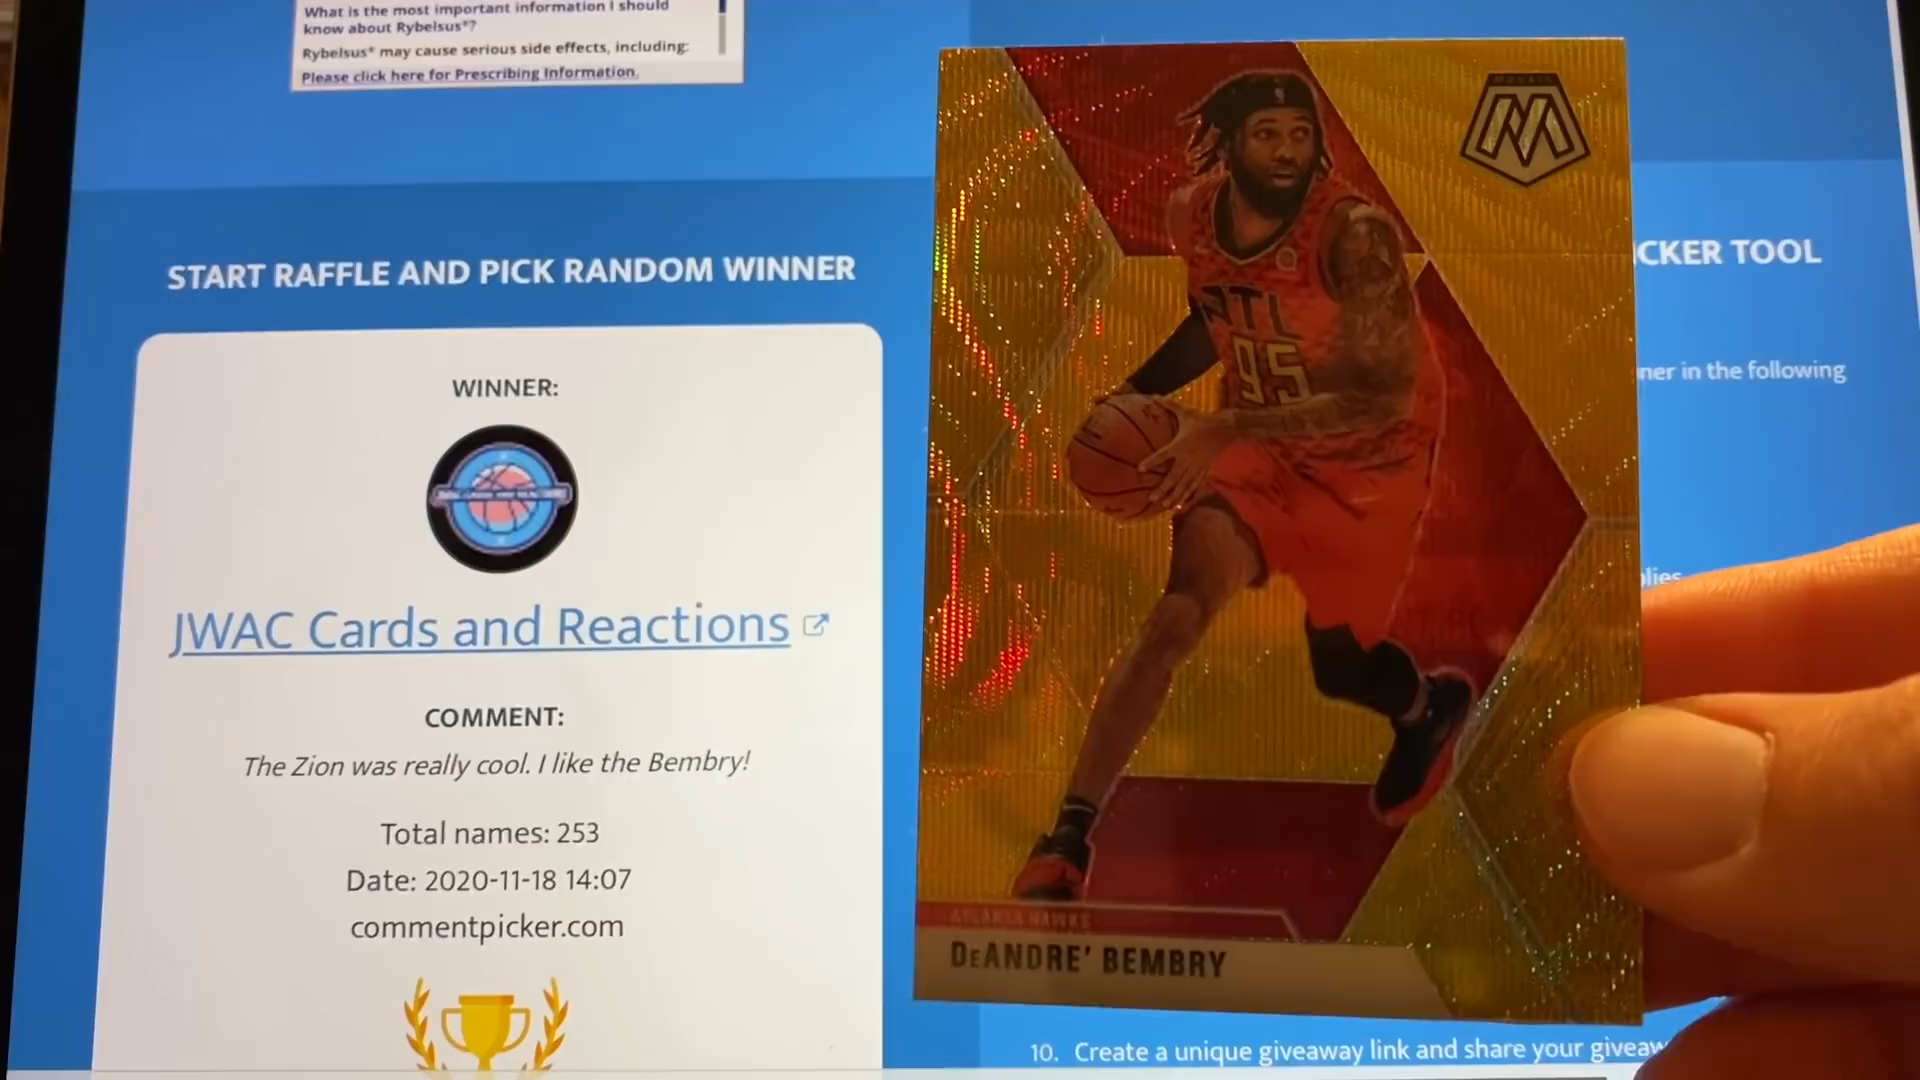 What is the most important information I should
know about Rybelsus®?
Rybelsus® may cause serious side effects, including:
Please click here for Prescribing Information.
START RAFFLE AND PICK RANDOM WINNER
WINNER:
JWAC Cards and Reactions
COMMENT:
The Zion was really cool. I like the Bembry!
Total names: 253
Date: 2020-11-18 14:07
commentpicker.com
MOSAIC
M
ATL
95
ATLANTA HAWKS
DEANDRE' BEMBRY
CKER TOOL
in the following
10. Create a unique giveaway link and share your